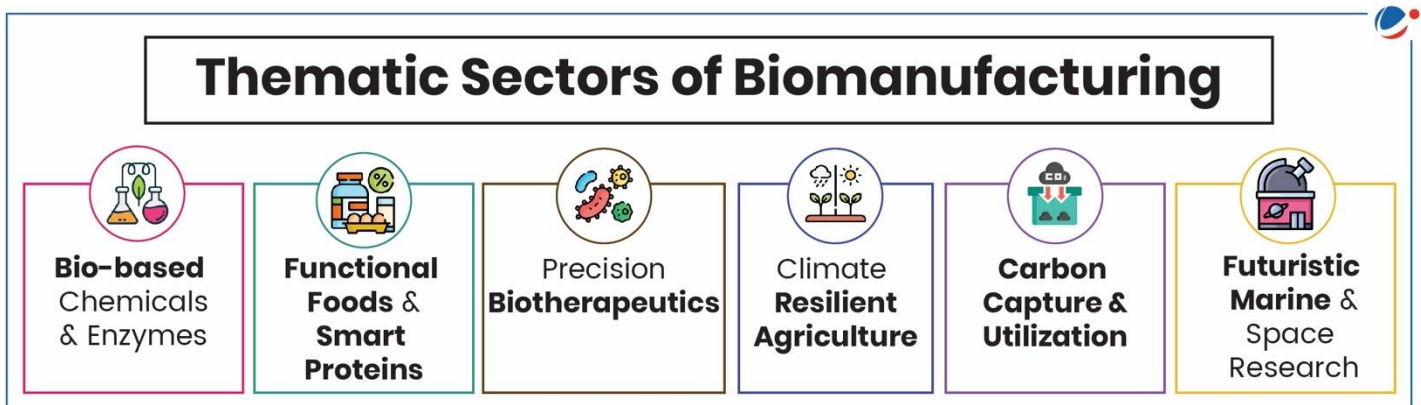 Thematic Sectors of Biomanufacturing
Bio-based
Chemicals
& Enzymes
Functional
Foods &
Smart
Proteins
Precision
Biotherapeutics
Climate
Resilient
Agriculture
CO₂
Carbon
Capture &
Utilization
Futuristic
Marine &
Space
Research